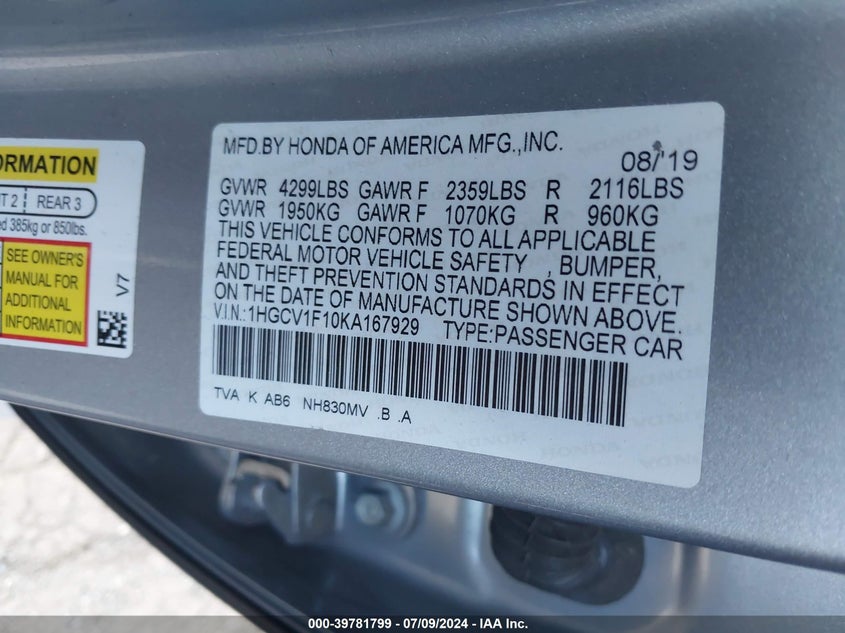 ORMATION
T 2 REAR 3
ed 385kg or 850lbs.
SEE OWNER'S
MANUAL FOR
ADDITIONAL
INFORMATION
V7
MFD.BY HONDA OF AMERICA MFG.,INC.
08/'19
GVWR 4299LBS GAWR F 2359LBS R 2116LBS
GVWR 1950KG GAWR F 1070KG R 960KG
THIS VEHICLE CONFORMS TO ALL APPLICABLE
FEDERAL MOTOR VEHICLE SAFETY , BUMPER,
AND THEFT PREVENTION STANDARDS IN EFFECT
ON THE DATE OF MANUFACTURE SHOWN ABOVE.
V.I.N.:1HGCV1F10KA167929 TYPE:PASSENGER CAR
TVA K AB6 NH830MV .B .A
000-39781799 - 07/09/2024 - IAA Inc.